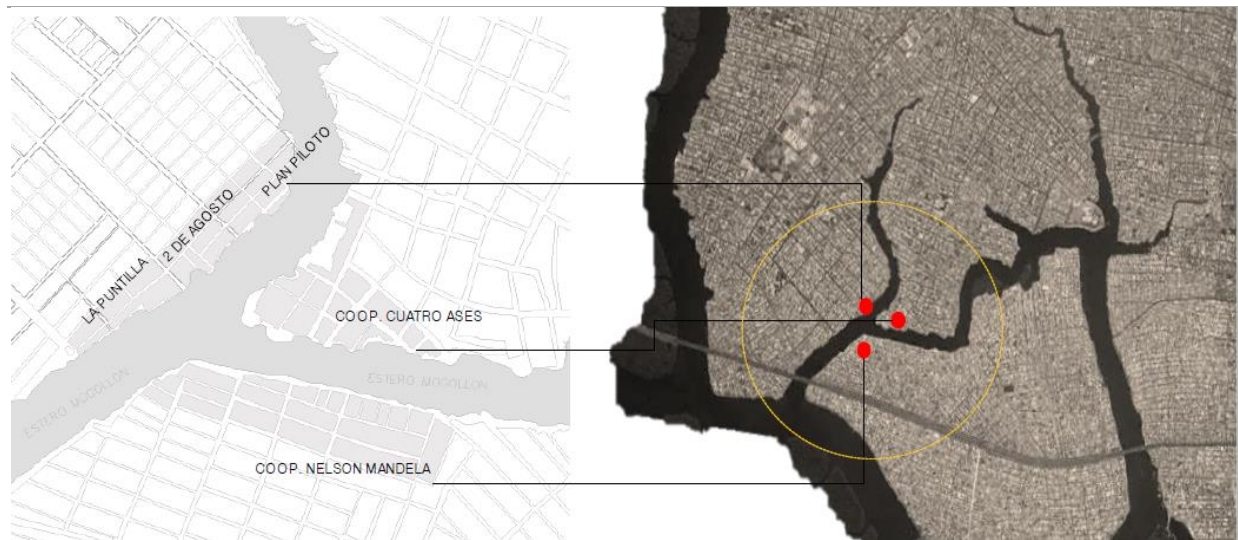 PLAN PILOTO
2 DE AGOSTO
LA PUNTILLA
COOP. CUATRO ASES
ESTERO MOGOLLON
ESTERO MOGOLLON
COOP. NELSON MANDELA